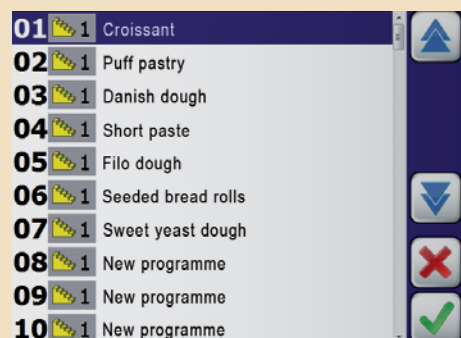 01 1 Croissant
02 1 Puff pastry
03 1 Danish dough
04 1 Short paste
05 1 Filo dough
06 1 Seeded bread rolls
07 1 Sweet yeast dough
08 1 New programme
09 1 New programme
10 1 New programme